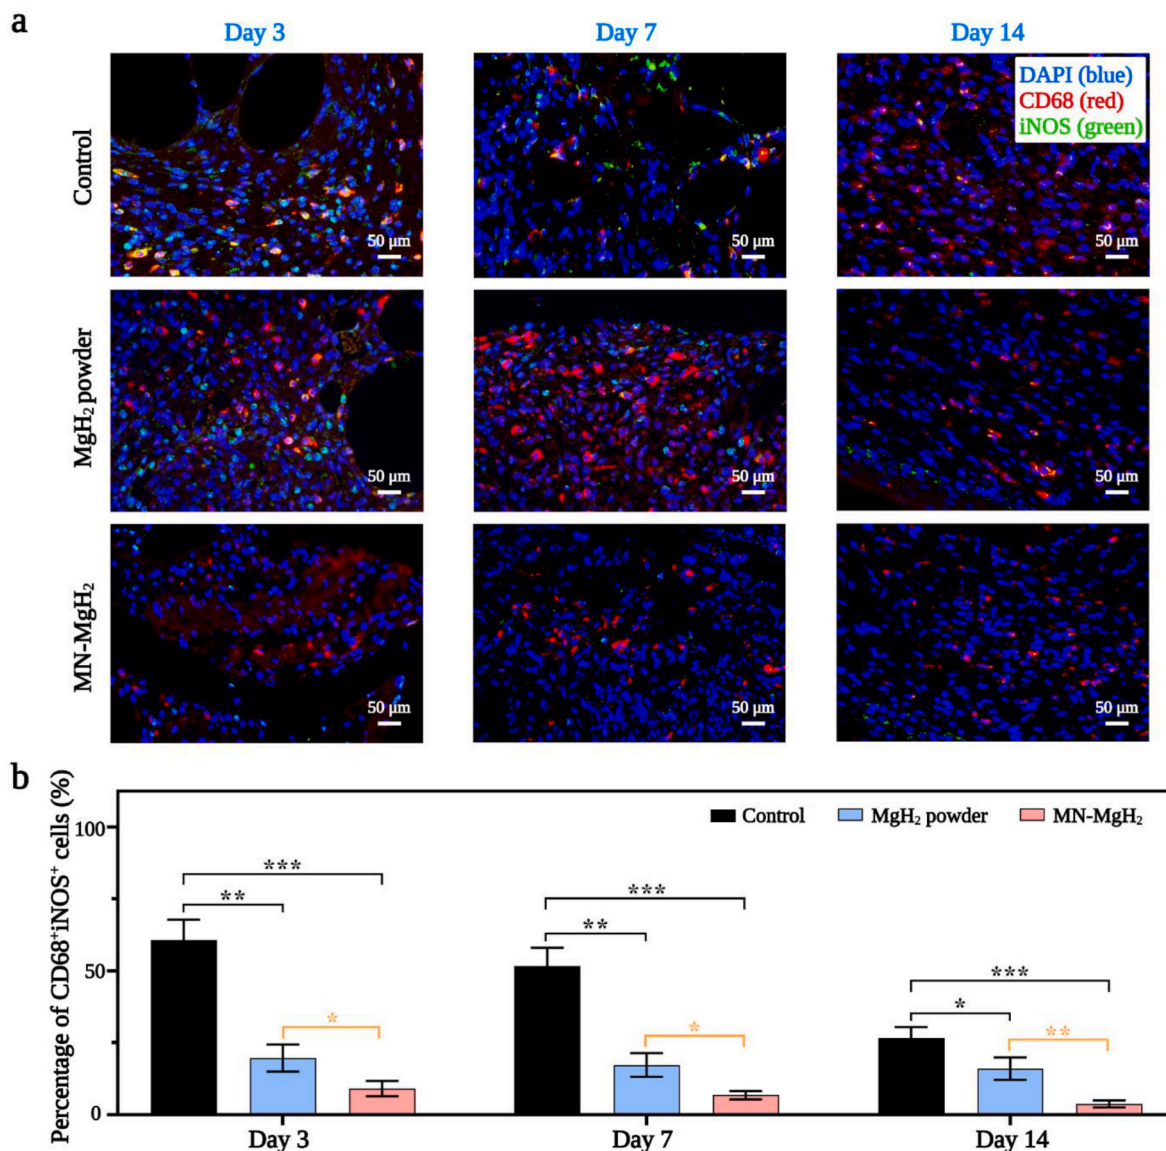 a
Day 3 Day 7 Day 14
DAPI (blue)
CD68 (red)
iNOS (green)
Control
50 µm 50 µm 50 µm
MgH₂ powder
50 µm 50 µm 50 µm
MN-MgH₂
50 µm 50 µm 50 µm
b
Percentage of CD68⁺iNOS⁺ cells (%)
Control MgH₂ powder MN-MgH₂
100
50
0
*** ** *
*** ** *
*** * **
Day 3 Day 7 Day 14